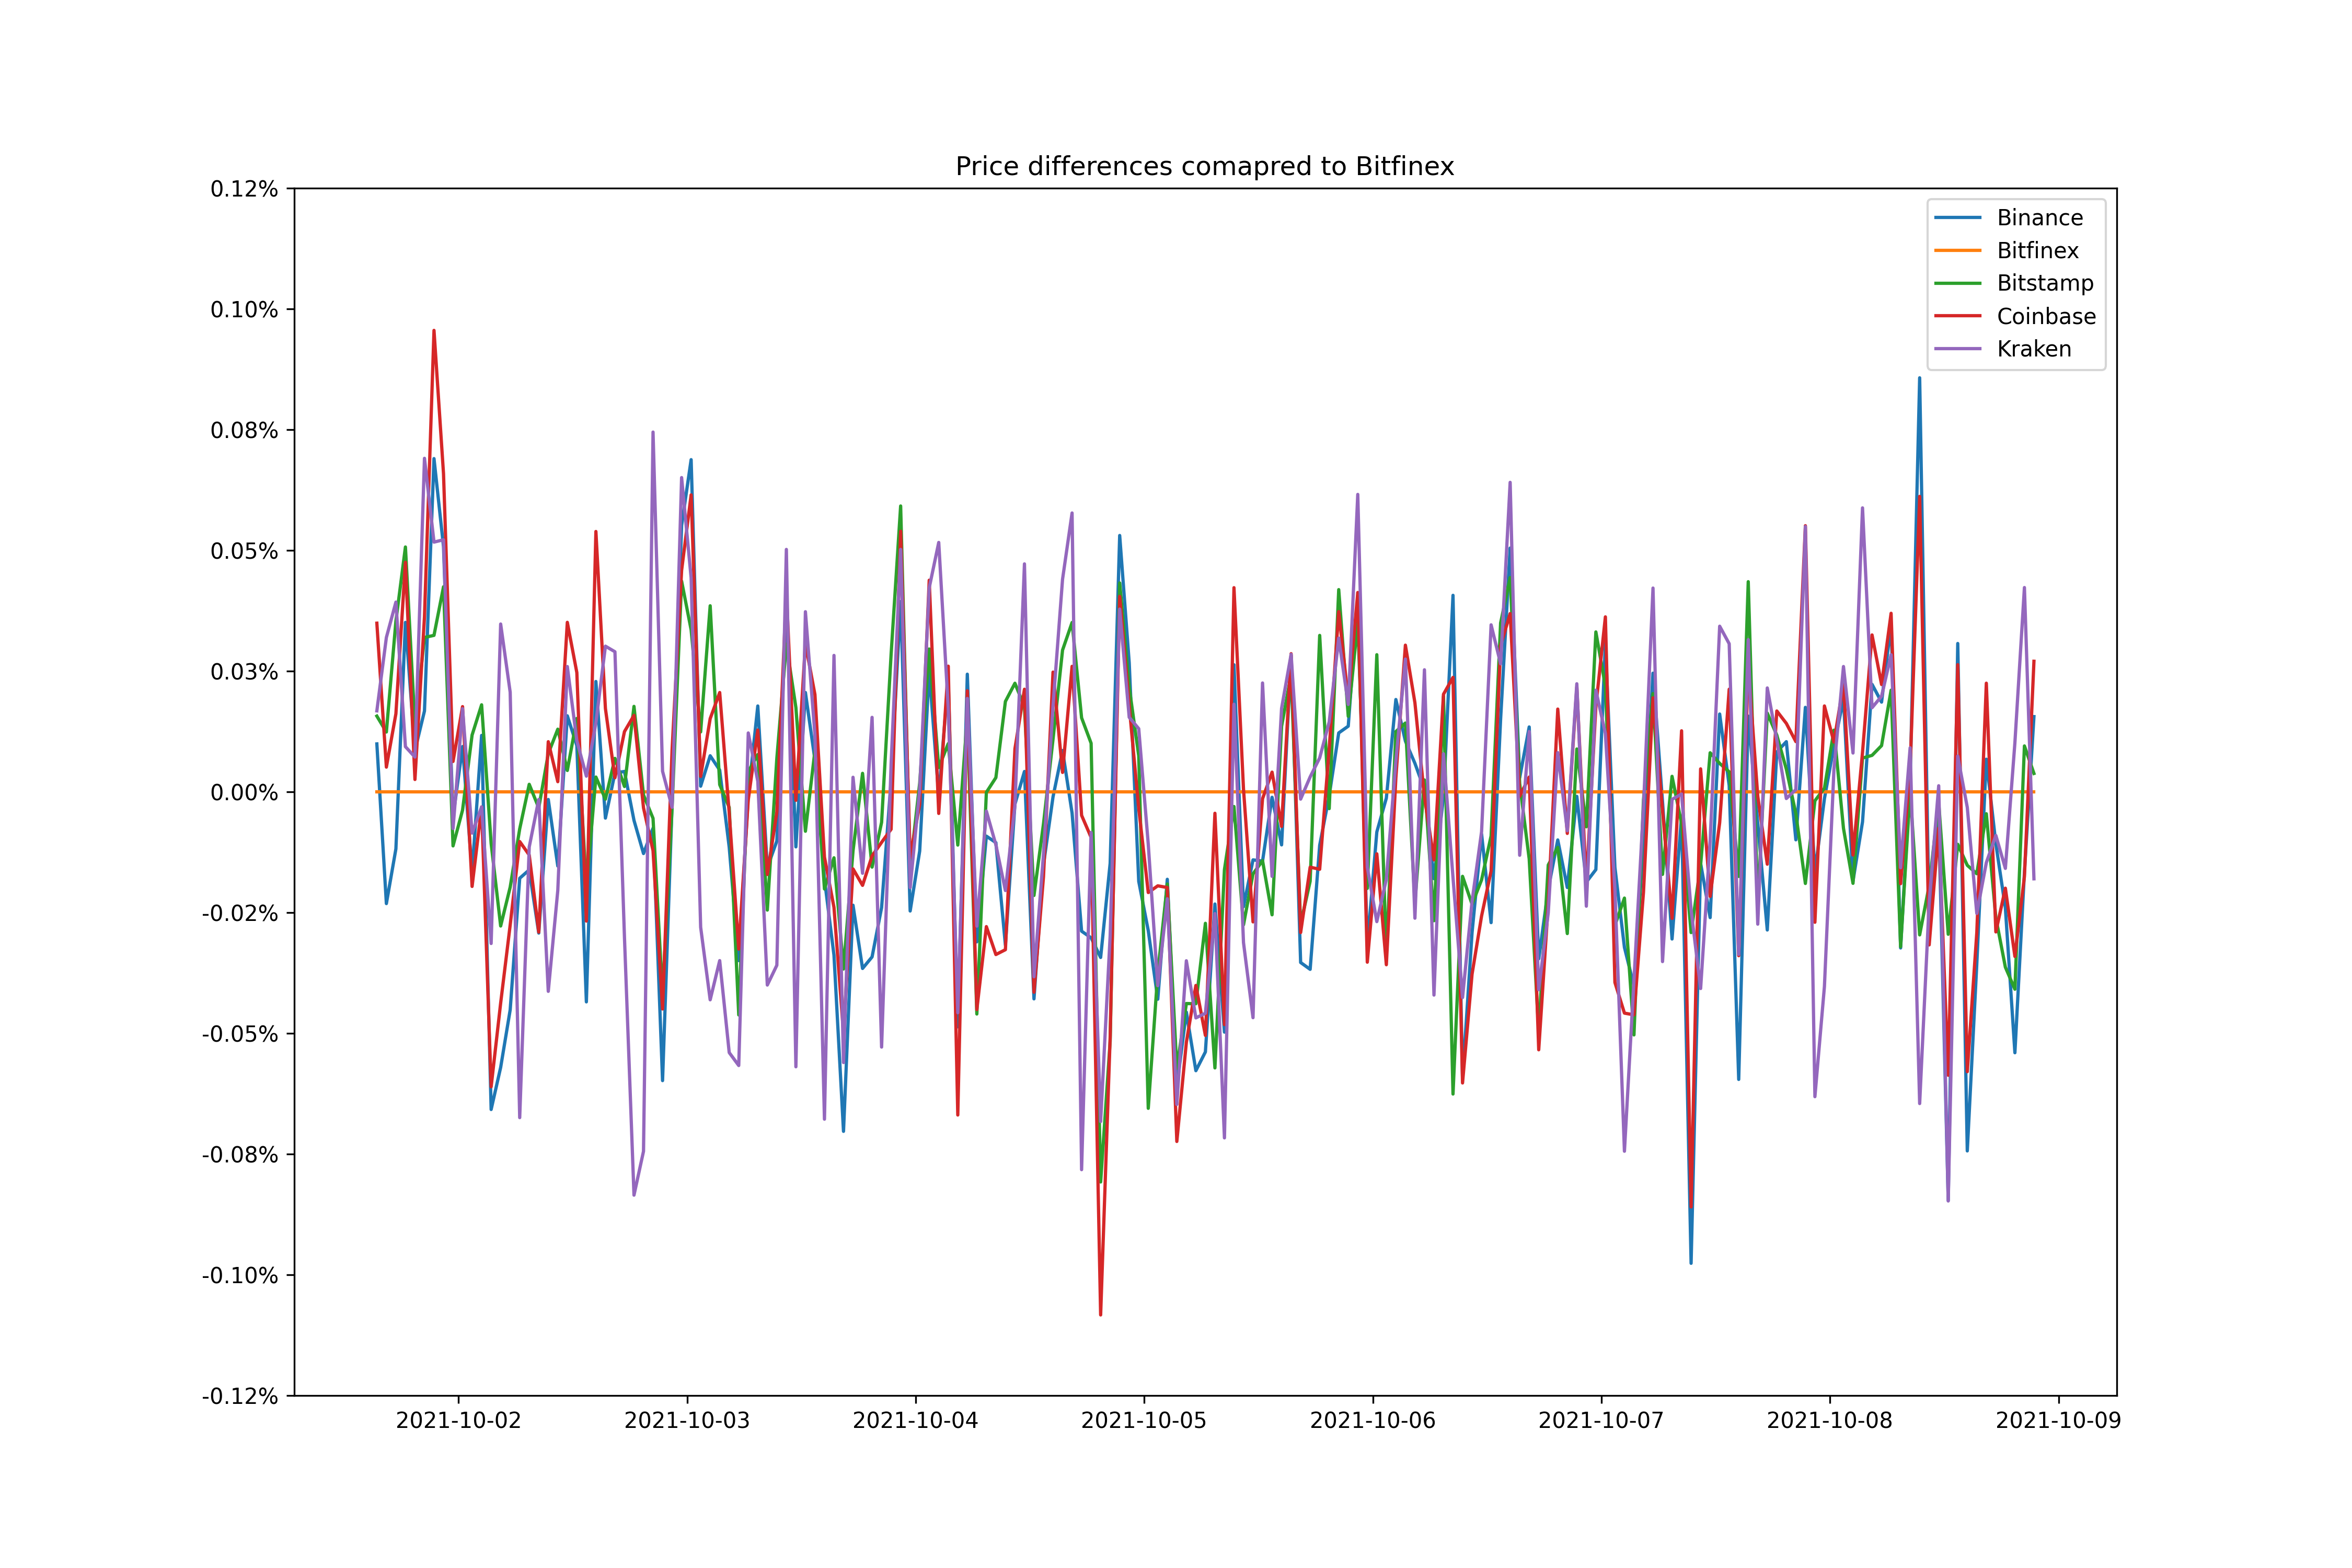 Price differences comapred to Bitfinex
0.12%
0.10%
0.08%
0.05%
0.03%
0.00%
-0.02%
-0.05%
-0.08%
-0.10%
-0.12%
Binance
Bitfinex
Bitstamp
Coinbase
Kraken
2021-10-02 2021-10-03 2021-10-04 2021-10-05 2021-10-06 2021-10-07 2021-10-08 2021-10-09